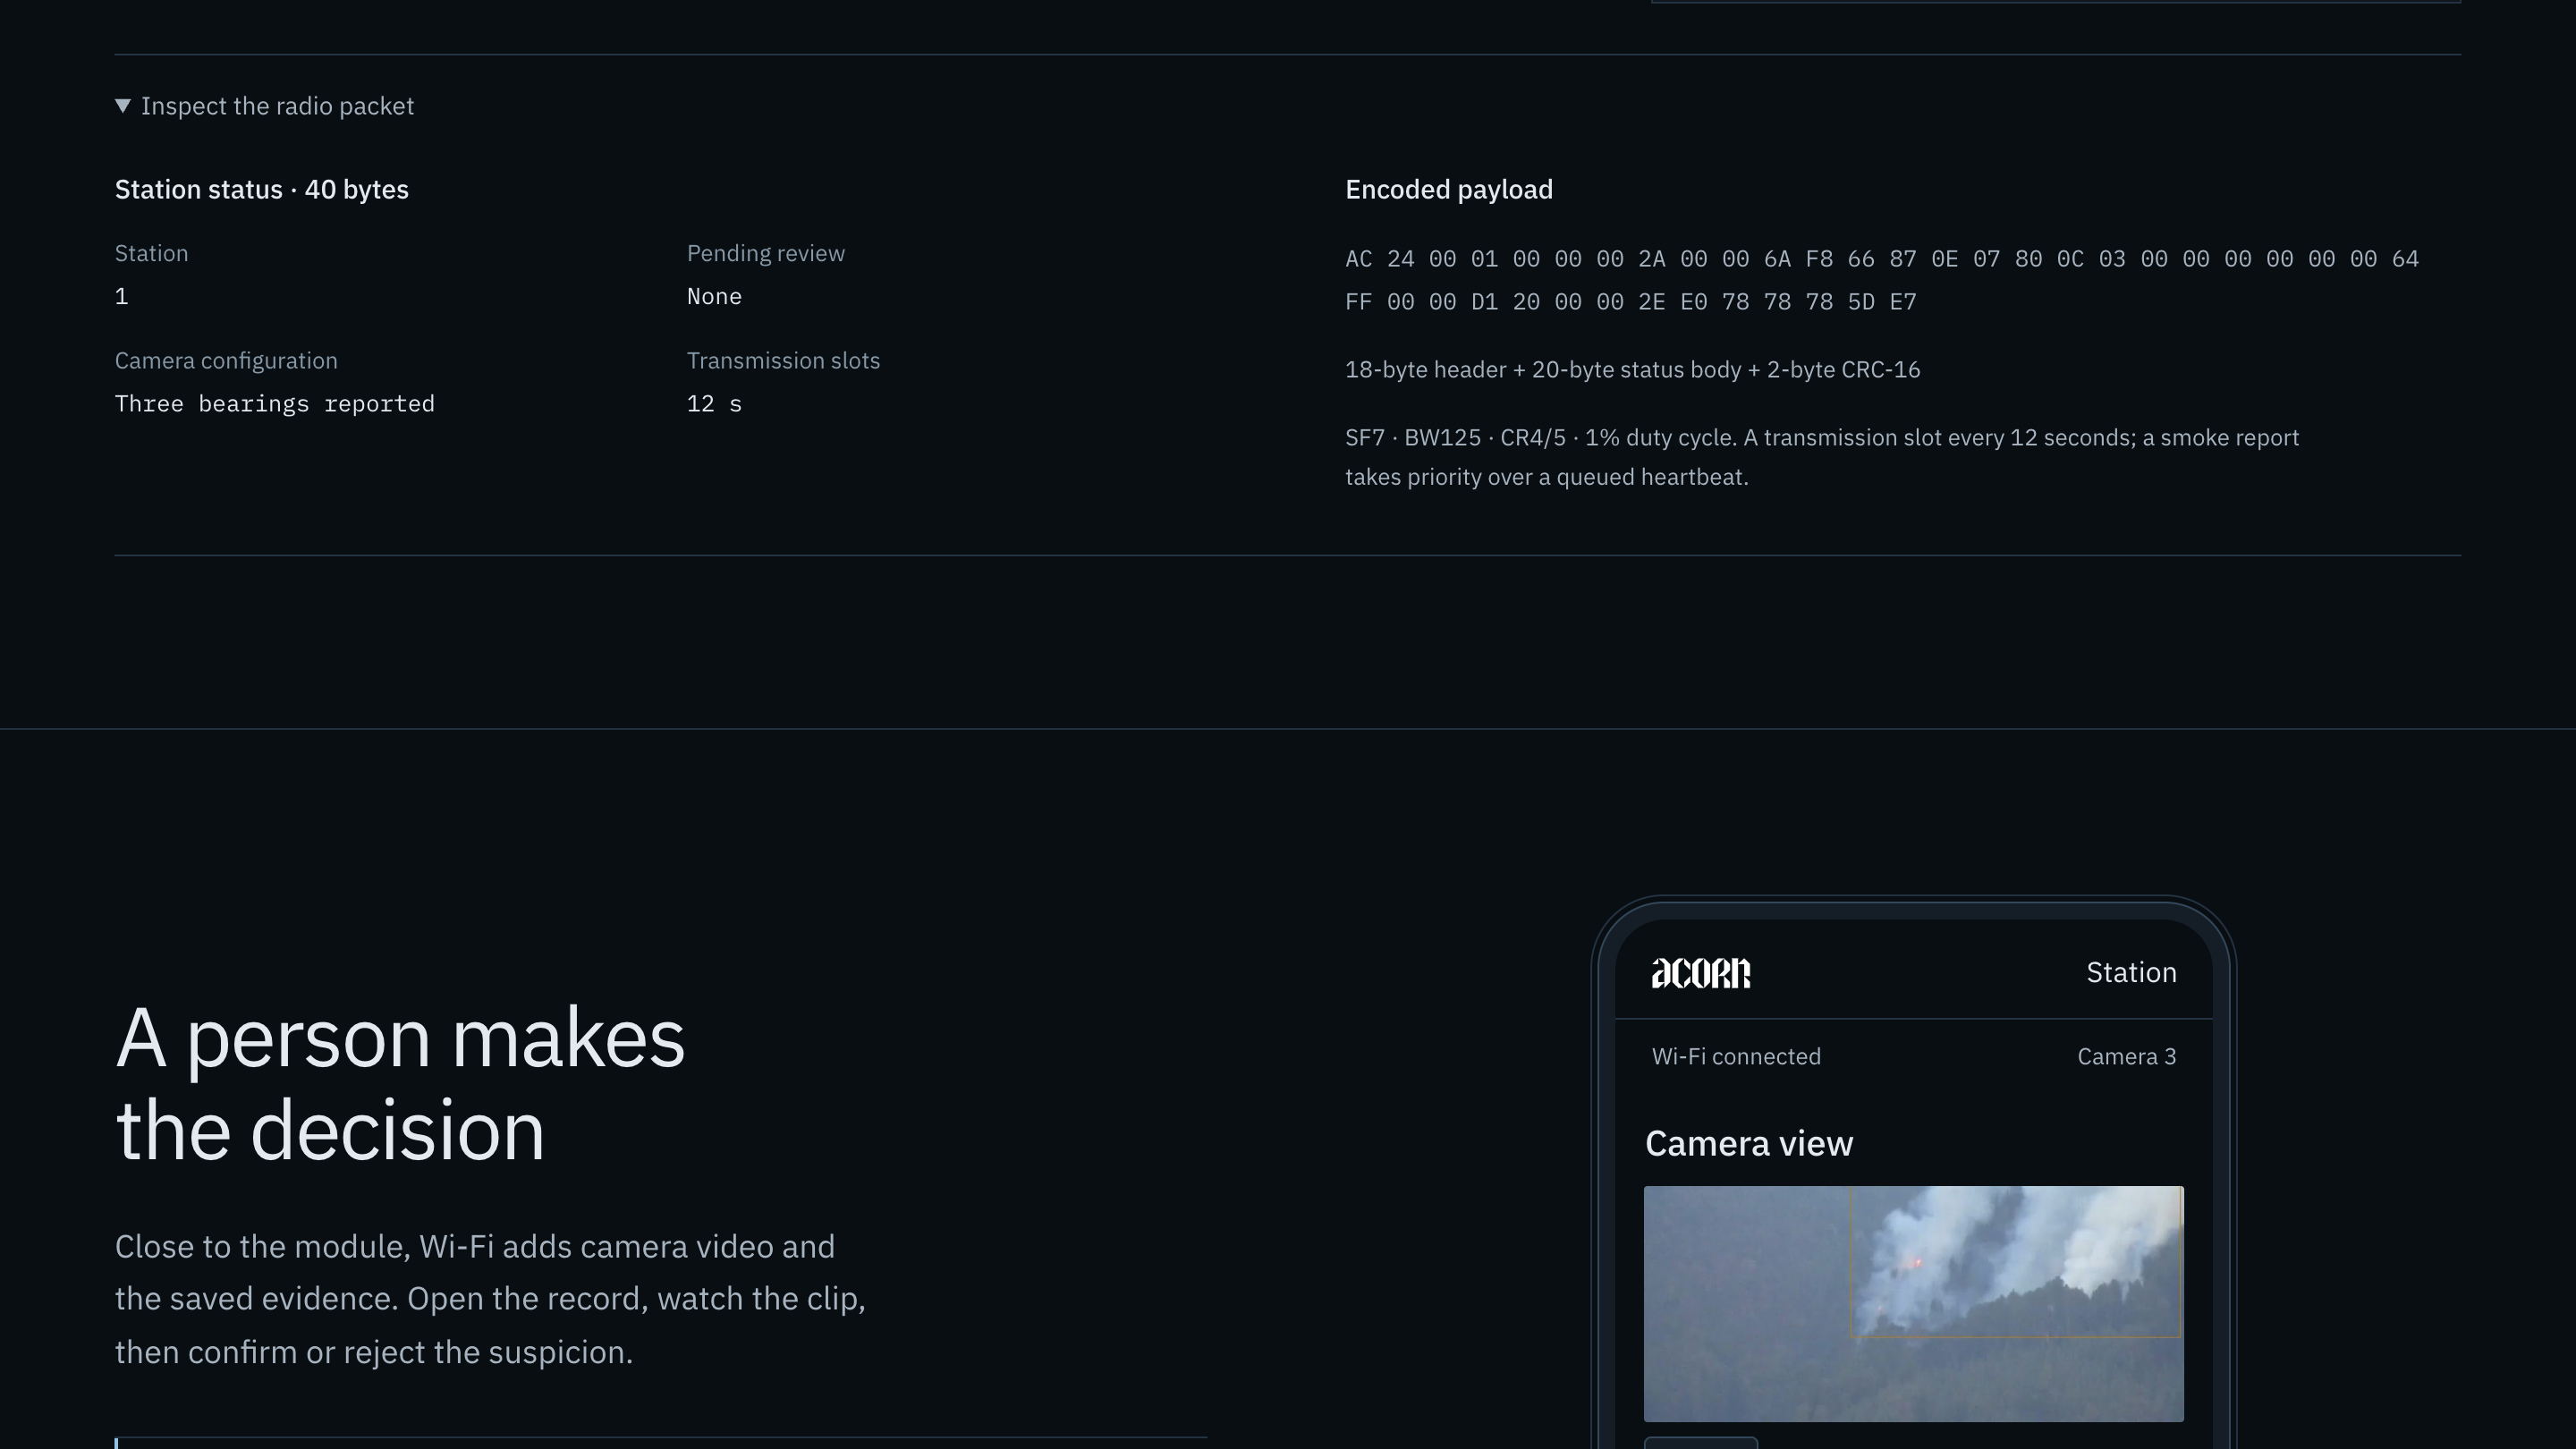 ▼ Inspect the radio packet
Station status · 40 bytes
Station
1
Pending review
None
Camera configuration
Three bearings reported
Transmission slots
12 s
Encoded payload
AC 24 00 01 00 00 00 2A 00 00 6A F8 66 87 0E 07 80 0C 03 00 00 00 00 00 00 64
FF 00 00 D1 20 00 00 2E E0 78 78 78 5D E7
18-byte header + 20-byte status body + 2-byte CRC-16
SF7 · BW125 · CR4/5 · 1% duty cycle. A transmission slot every 12 seconds; a smoke report
takes priority over a queued heartbeat.
A person makes
the decision
Close to the module, Wi-Fi adds camera video and
the saved evidence. Open the record, watch the clip,
then confirm or reject the suspicion.
acorn
Station
Wi-Fi connected
Camera 3
Camera view